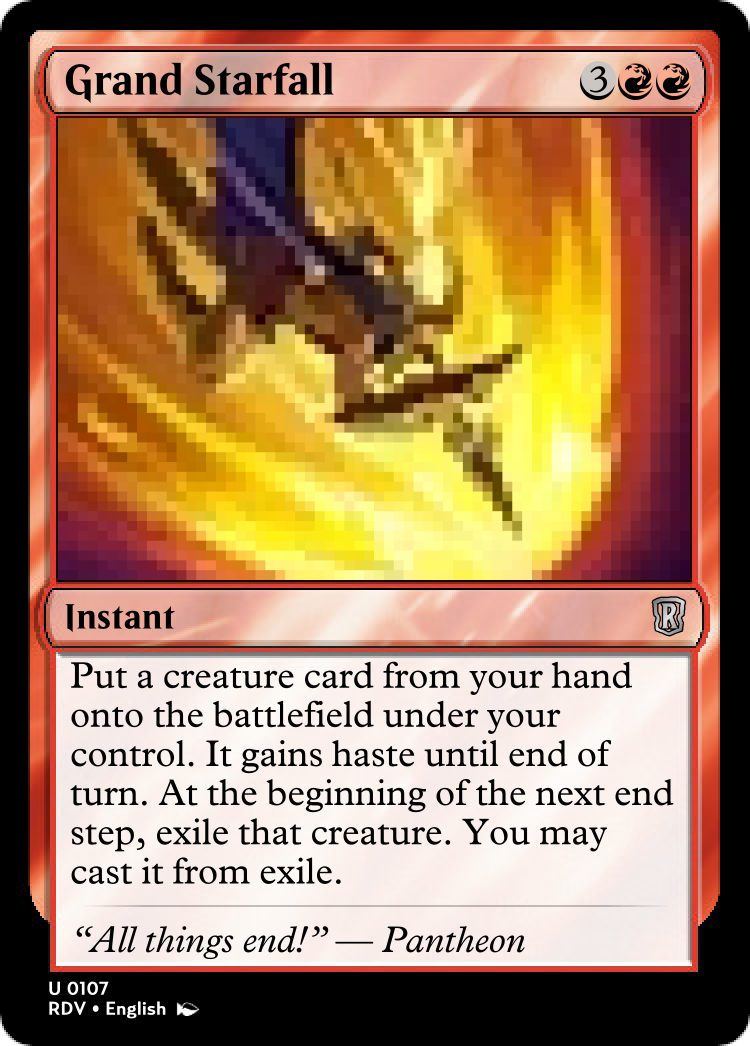 Grand Starfall 3
Instant R
Put a creature card from your hand
onto the battlefield under your
control. It gains haste until end of
turn. At the beginning of the next end
step, exile that creature. You may
cast it from exile.
“All things end!” — Pantheon
U 0107
RDV • English